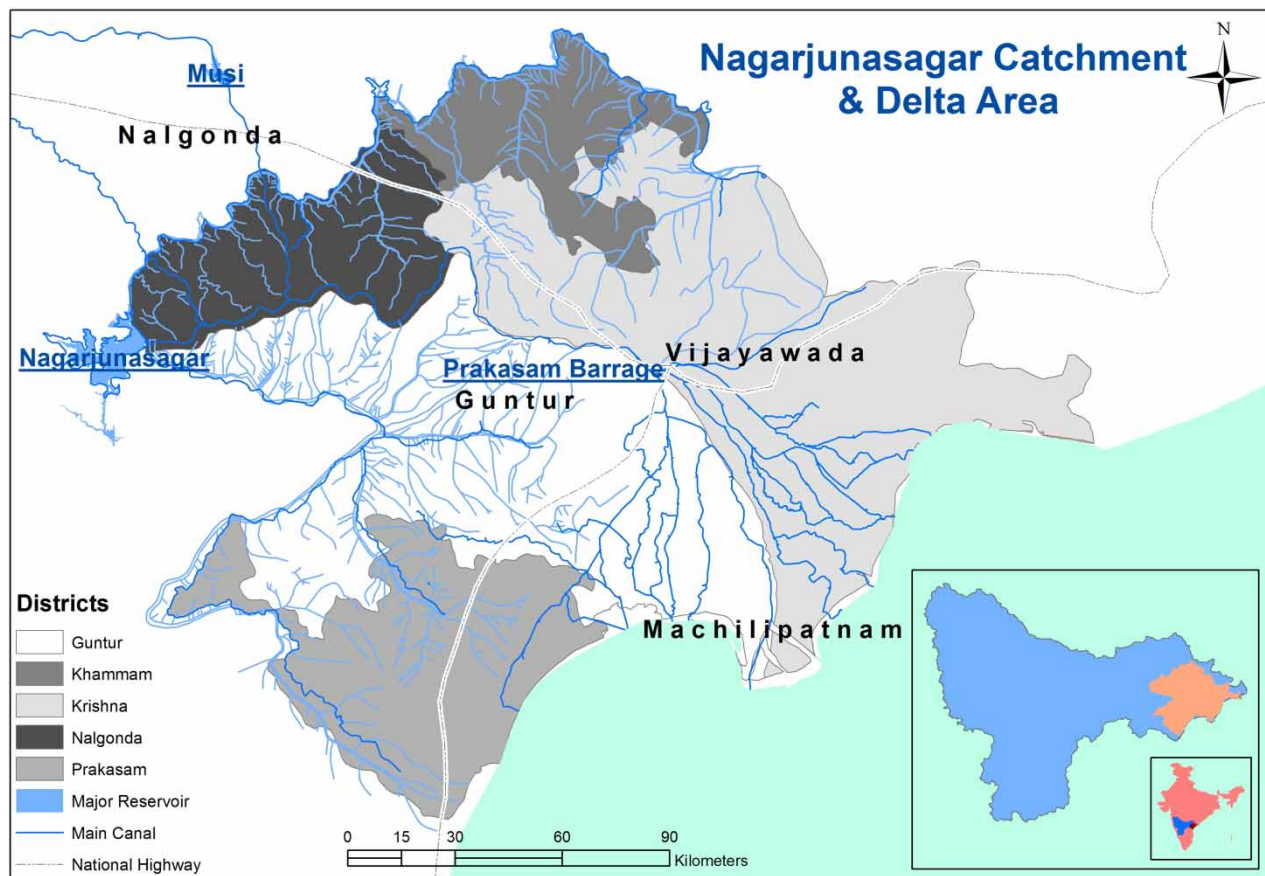 Nagarjunasagar Catchment
& Delta Area
N
Musi
Nalgonda
Nagarjunasagar
Prakasam Barrage
Vijayawada
Guntur
Machilipatnam
Districts
Guntur
Khammam
Krishna
Nalgonda
Prakasam
Major Reservoir
Main Canal
National Highway
0 15 30 60 90
Kilometers